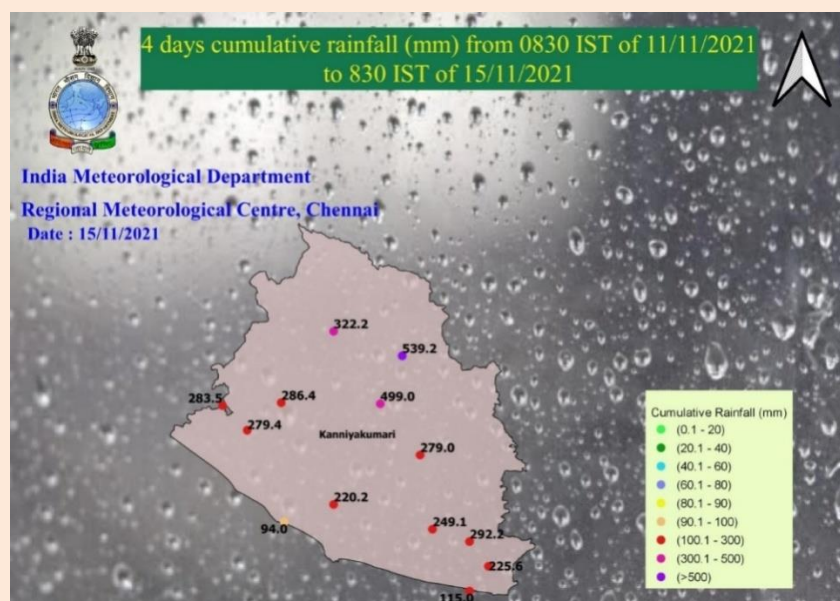 4 days cumulative rainfall (mm) from 0830 IST of 11/11/2021
to 830 IST of 15/11/2021
India Meteorological Department
Regional Meteorological Centre, Chennai
Date : 15/11/2021
322.2
539.2
283.5
286.4
499.0
279.4
Kanniyakumari
279.0
220.2
94.0
249.1
292.2
225.6
115.0
Cumulative Rainfall (mm)
(0.1 - 20)
(20.1 - 40)
(40.1 - 60)
(60.1 - 80)
(80.1 - 90)
(90.1 - 100)
(100.1 - 300)
(300.1 - 500)
(>500)